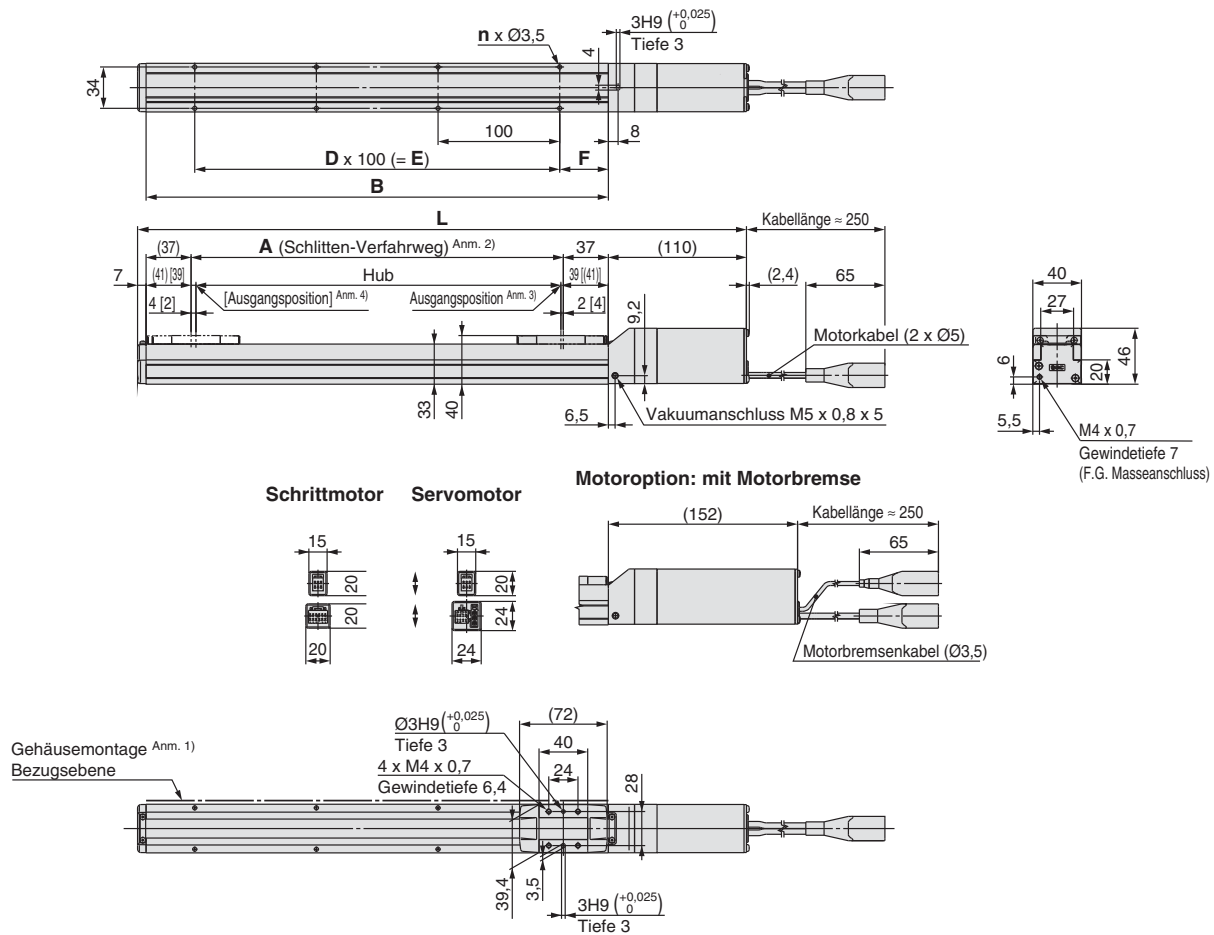 3H9 (+0,025 0)
Tiefe 3
n x Ø3,5
4
34
100
8
D x 100 (= E)
F
B
L
Kabellänge ≈ 250
(37)
A (Schlitten-Verfahrweg) Anm. 2)
37
(110)
7
(41) [39]
Hub
39 [(41)]
(2,4)
65
4 [2]
[Ausgangsposition] Anm. 4)
Ausgangsposition Anm. 3)
2 [4]
9,2
Motorkabel (2 x Ø5)
33
40
6,5
Vakuumanschluss M5 x 0,8 x 5
40
27
6
20
46
5,5
M4 x 0,7
Gewindetiefe 7
(F.G. Masseanschluss)
Schrittmotor
Servomotor
Motoroption: mit Motorbremse
15
20
20
20
15
20
24
24
(152)
Kabellänge ≈ 250
65
Motorbremsenkabel (Ø3,5)
Gehäusemontage Anm. 1)
Bezugsebene
Ø3H9 (+0,025 0)
Tiefe 3
4 x M4 x 0,7
Gewindetiefe 6,4
(72)
40
24
28
39,4
3,5
3H9 (+0,025 0)
Tiefe 3